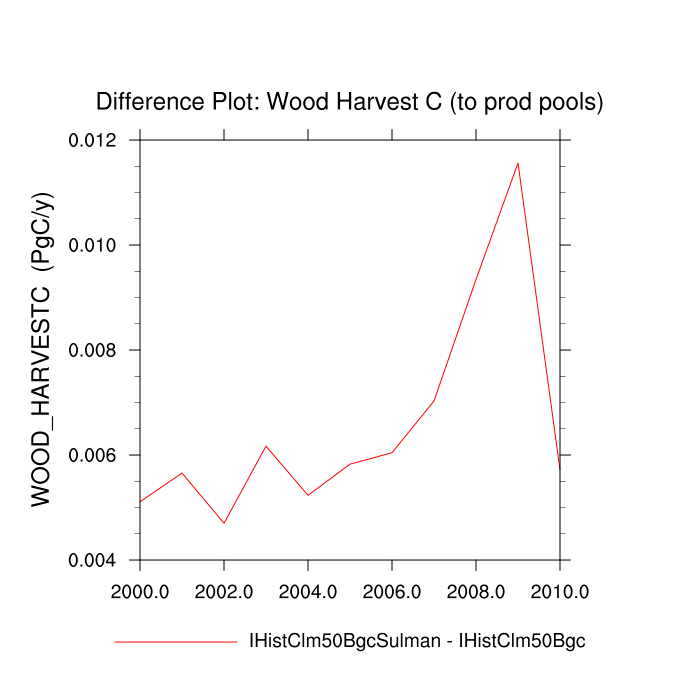 Difference Plot: Wood Harvest C (to prod pools)
0.012
0.010
0.008
0.006
0.004
WOOD_HARVESTC (PgC/y)
2000.0 2002.0 2004.0 2006.0 2008.0 2010.0
IHistClm50BgcSulman - IHistClm50Bgc